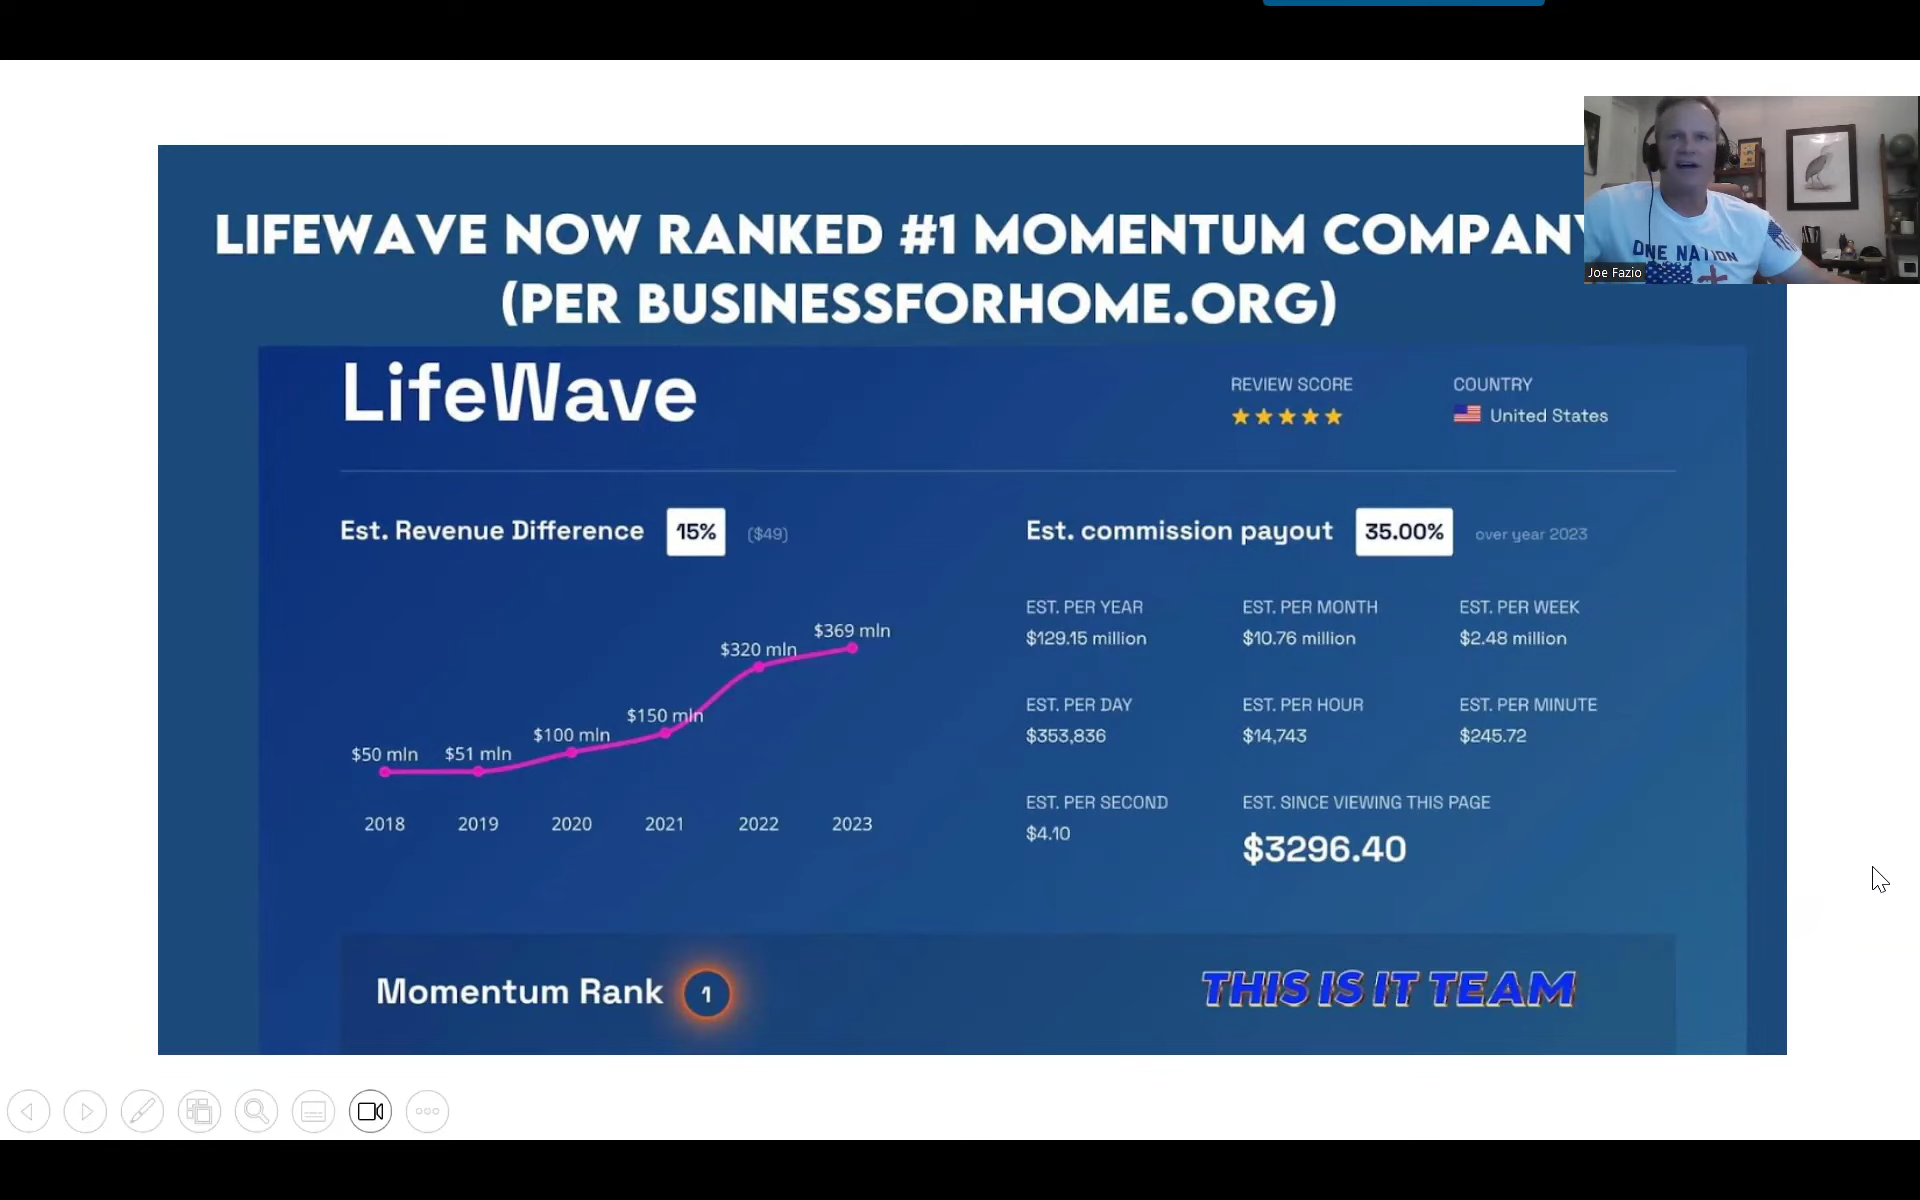 LIFEWAVE NOW RANKED #1 MOMENTUM COMPANY
(PER BUSINESSFORHOME.ORG)
ONE NATION
Joe Fazio
LifeWave
REVIEW SCORE
COUNTRY
United States
Est. Revenue Difference 15% ($49)
$50 mln
$51 mln
$100 mln
$150 mln
$320 mln
$369 mln
2018 2019 2020 2021 2022 2023
Est. commission payout 35.00% over year 2023
EST. PER YEAR
$129.15 million
EST. PER MONTH
$10.76 million
EST. PER WEEK
$2.48 million
EST. PER DAY
$353,836
EST. PER HOUR
$14,743
EST. PER MINUTE
$245.72
EST. PER SECOND
$4.10
EST. SINCE VIEWING THIS PAGE
$3296.40
Momentum Rank 1
THIS IS IT TEAM